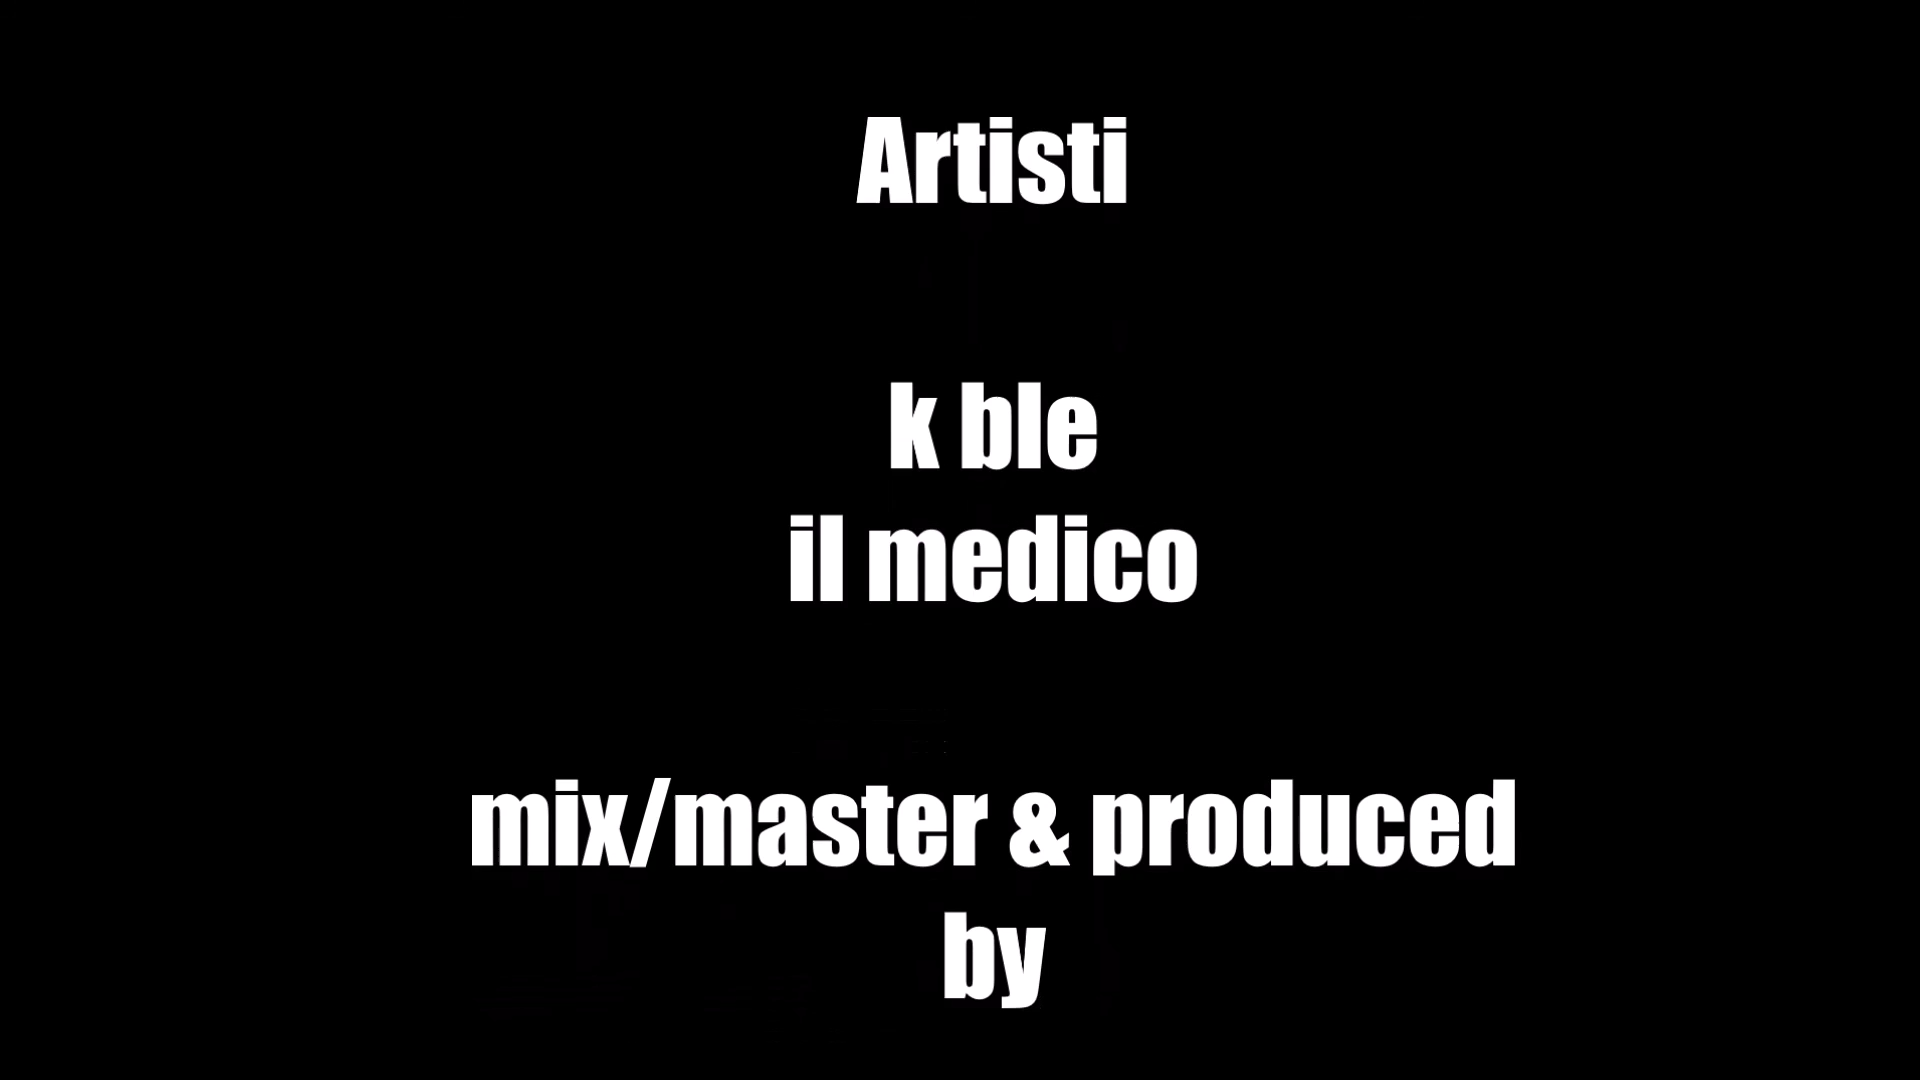 Artisti
k ble
il medico
mix/master & produced
by